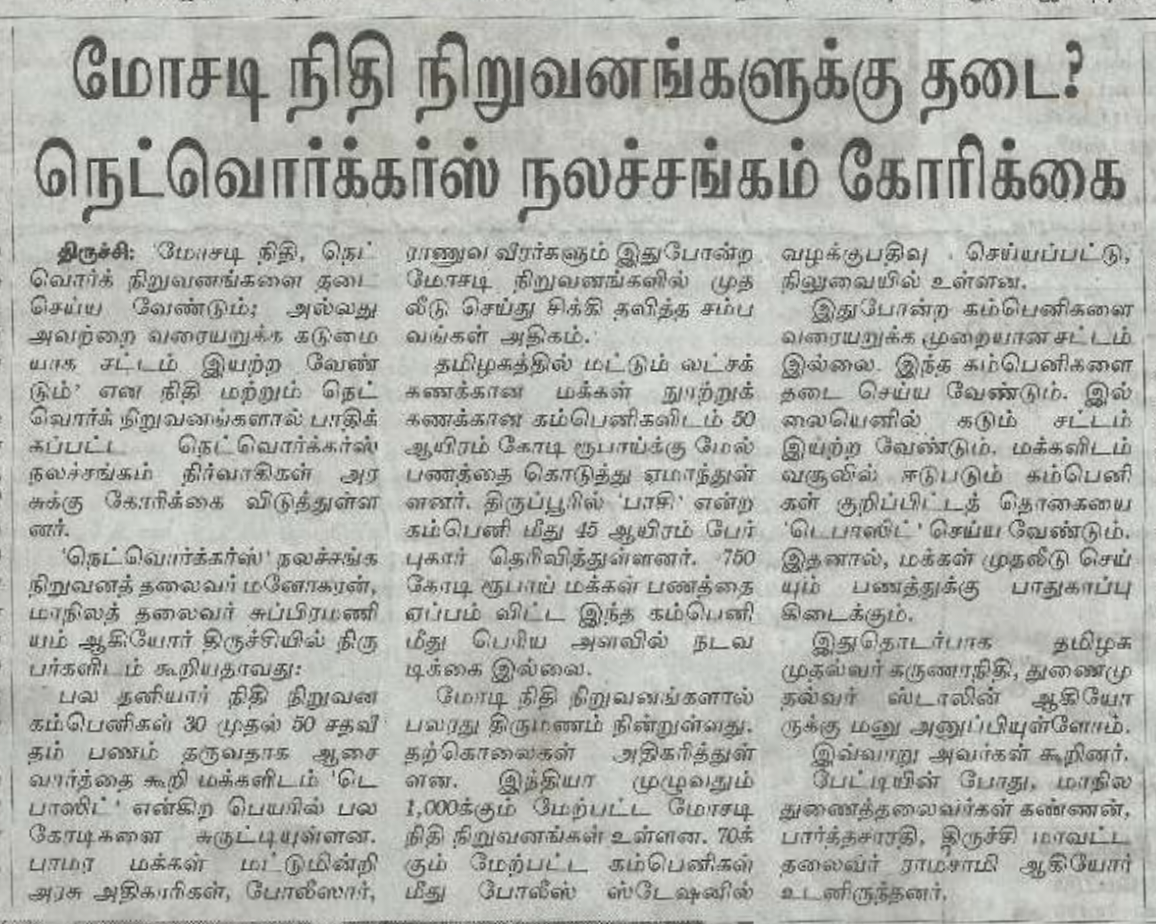 மோசடி நிதி நிறுவனங்களுக்கு தடை?
நெட்வொர்க்கர்ஸ் நலச்சங்கம் கோரிக்கை
திருச்சி: 'மோசடி நிதி, நெட்
வொர்க் நிறுவனங்களை தடை
செய்ய வேண்டும்; அல்லது
அவற்றை வரையறுக்க கடுமை
யாக சட்டம் இயற்ற வேண்
டும்' என நிதி மற்றும் நெட்
வொர்க் நிறுவனங்களால் பாதிக்
கப்பட்ட நெட்வொர்க்கர்ஸ்
நலச்சங்கம் நிர்வாகிகள் அர
சுக்கு கோரிக்கை விடுத்துள்ள
னர்.
'நெட்வொர்க்கர்ஸ்' நலச்சங்க
நிறுவனத் தலைவர் மனோகரன்,
மாநிலத் தலைவர் சுப்பிரமணி
யம் ஆகியோர் திருச்சியில் நிரு
பர்களிடம் கூறியதாவது:
பல தனியார் நிதி நிறுவன
கம்பெனிகள் 30 முதல் 50 சதவீ
தம் பணம் தருவதாக ஆசை
வார்த்தை கூறி மக்களிடம் 'டெ
பாஸிட்' என்கிற பெயரில் பல
கோடிகளை சுருட்டியுள்ளன.
பாமர மக்கள் மட்டுமின்றி
அரசு அதிகாரிகள், போலீஸார்,
ராணுவ வீரர்களும் இதுபோன்ற
மோசடி நிறுவனங்களில் முத
லீடு செய்து சிக்கி தவித்த சம்ப
வங்கள் அதிகம்.
தமிழகத்தில் மட்டும் லட்சக்
கணக்கான மக்கள் நூற்றுக்
கணக்கான கம்பெனிகளிடம் 50
ஆயிரம் கோடி ரூபாய்க்கு மேல்
பணத்தை கொடுத்து ஏமாந்துள்
ளனர். திருப்பூரில் 'பாசி' என்ற
கம்பெனி மீது 45 ஆயிரம் பேர்
புகார் தெரிவித்துள்ளனர். 750
கோடி ரூபாய் மக்கள் பணத்தை
ஏப்பம் விட்ட இந்த கம்பெனி
மீது பெரிய அளவில் நடவ
டிக்கை இல்லை.
மோடி நிதி நிறுவனங்களால்
பலரது திருமணம் நின்றுள்ளது.
தற்கொலைகள் அதிகரித்துள்
ளன. இந்தியா முழுவதும்
1,000க்கும் மேற்பட்ட மோசடி
நிதி நிறுவனங்கள் உள்ளன. 70க்
கும் மேற்பட்ட கம்பெனிகள்
மீது போலீஸ் ஸ்டேஷனில்
வழக்குபதிவு செய்யப்பட்டு,
நிலுவையில் உள்ளன.
இதுபோன்ற கம்பெனிகளை
வரையறுக்க முறையான சட்டம்
இல்லை. இந்த கம்பெனிகளை
தடை செய்ய வேண்டும். இல்
லையெனில் கடும் சட்டம்
இயற்ற வேண்டும். மக்களிடம்
வசூலில் ஈடுபடும் கம்பெனி
கள் குறிப்பிட்டத் தொகையை
'டெபாஸிட்' செய்ய வேண்டும்.
இதனால், மக்கள் முதலீடு செய்
யும் பணத்துக்கு பாதுகாப்பு
கிடைக்கும்.
இதுதொடர்பாக தமிழக
முதல்வர் கருணாநிதி, துணைமு
தல்வர் ஸ்டாலின் ஆகியோ
ருக்கு மனு அனுப்பியுள்ளோம்.
இவ்வாறு அவர்கள் கூறினர்.
பேட்டியின் போது, மாநில
துணைத்தலைவர்கள் கண்ணன்,
பார்த்தசாரதி, திருச்சி மாவட்ட
தலைவர் ராமசாமி ஆகியோர்
உடனிருந்தனர்.